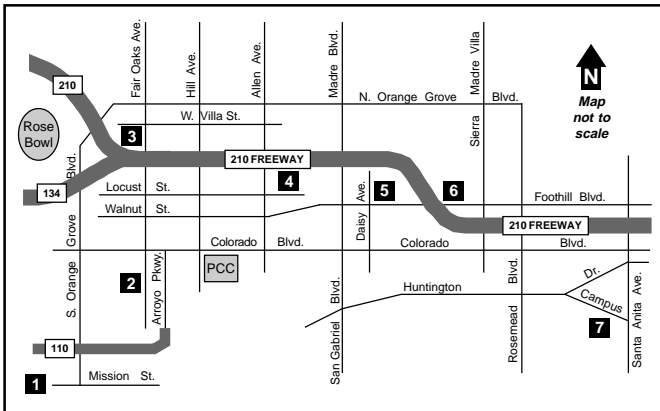 Fair Oaks Ave.
Hill Ave.
Allen Ave.
Madre Blvd.
Sierra Madre Villa
N. Orange Grove Blvd.
N
Map
not to
scale
210
W. Villa St.
Rose
Bowl
3
210 FREEWAY
4
134
Locust St.
Walnut St.
5
6
Daisy Ave.
Foothill Blvd.
210 FREEWAY
S. Orange Grove Blvd.
Colorado Blvd.
Colorado Blvd.
PCC
2
Arroyo Pkwy.
San Gabriel Blvd.
Huntington Dr.
Rosemead Blvd.
Campus
7
Santa Anita Ave.
110
1
Mission St.